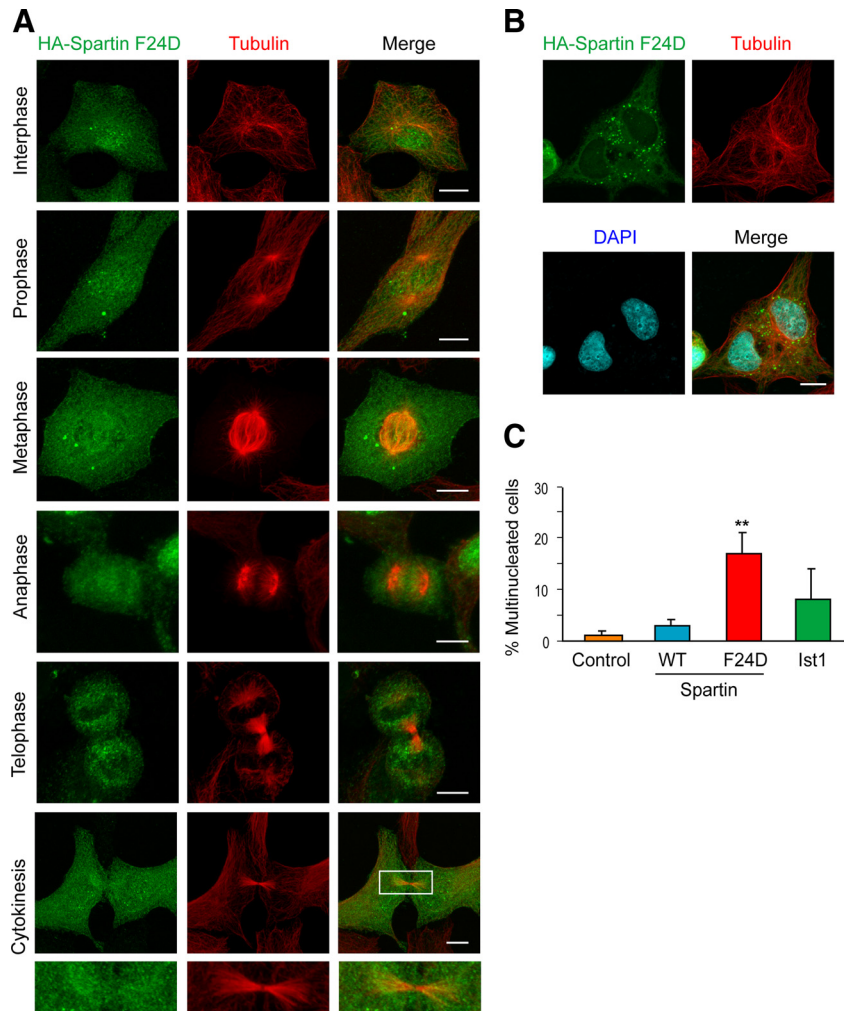 A
HA-Spartin F24D Tubulin Merge
Interphase
Prophase
Metaphase
Anaphase
Telophase
Cytokinesis
B
HA-Spartin F24D Tubulin
DAPI Merge
C
% Multinucleated cells
30
20
10
0
**
Control WT F24D Ist1
Spartin